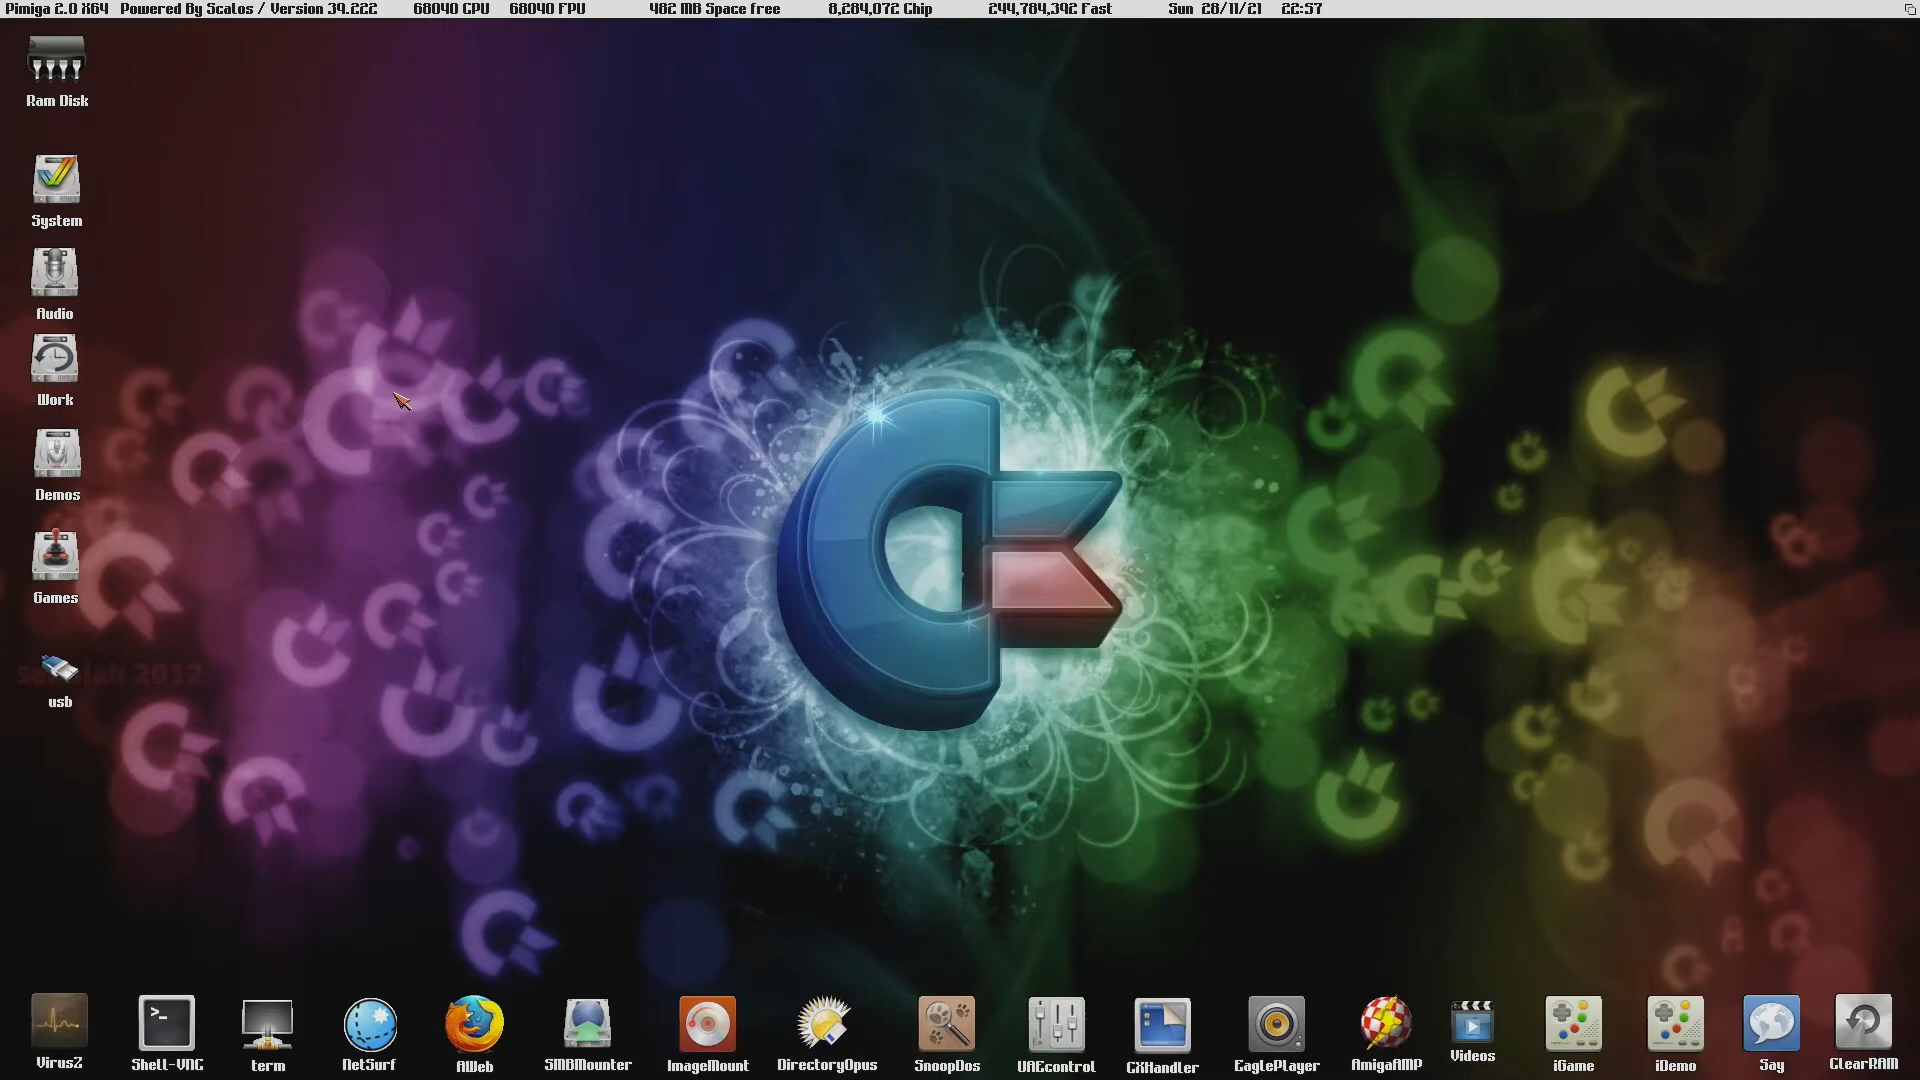 Pimiga 2.0 X64 Powered By Scalos / Version 39.222 68040 CPU 68040 FPU 482 MB Space free 8,284,072 Chip 244,784,392 Fast Sun 28/11/21 22:57
Ram Disk
System
Audio
Work
Demos
Games
2012
usb
VirusZ
Shell-VNC
term
NetSurf
AWeb
SMBMounter
ImageMount
DirectoryOpus
SnoopDos
UAEcontrol
CXHandler
EaglePlayer
AmigaAMP
Videos
iGame
iDemo
Say
ClearRAM